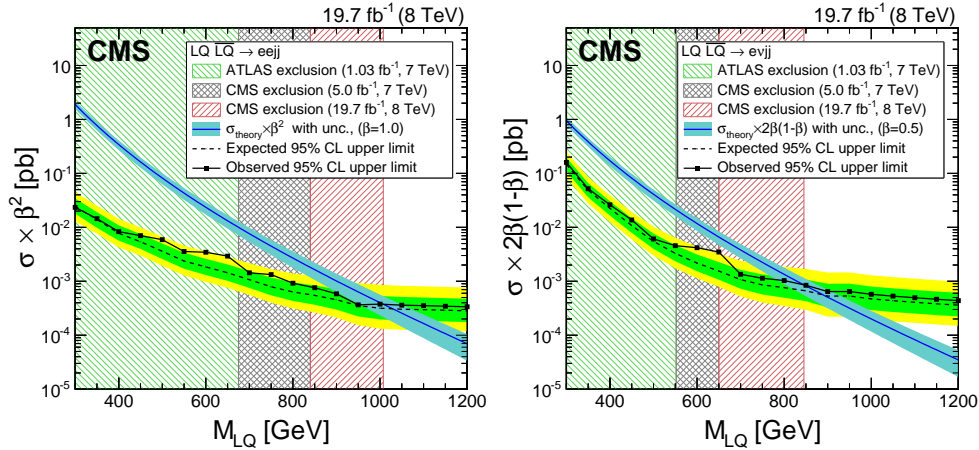 19.7 fb⁻¹ (8 TeV)
CMS
LQ L̅Q̅ → eejj
ATLAS exclusion (1.03 fb⁻¹, 7 TeV)
CMS exclusion (5.0 fb⁻¹, 7 TeV)
CMS exclusion (19.7 fb⁻¹, 8 TeV)
σtheory×β² with unc., (β=1.0)
Expected 95% CL upper limit
Observed 95% CL upper limit
σ × β² [pb]
10
1
10⁻¹
10⁻²
10⁻³
10⁻⁴
10⁻⁵
400 600 800 1000 1200
M_LQ [GeV]
19.7 fb⁻¹ (8 TeV)
CMS
LQ L̅Q̅ → eνjj
ATLAS exclusion (1.03 fb⁻¹, 7 TeV)
CMS exclusion (5.0 fb⁻¹, 7 TeV)
CMS exclusion (19.7 fb⁻¹, 8 TeV)
σtheory×2β(1-β) with unc., (β=0.5)
Expected 95% CL upper limit
Observed 95% CL upper limit
σ × 2β(1-β) [pb]
10
1
10⁻¹
10⁻²
10⁻³
10⁻⁴
10⁻⁵
400 600 800 1000 1200
M_LQ [GeV]